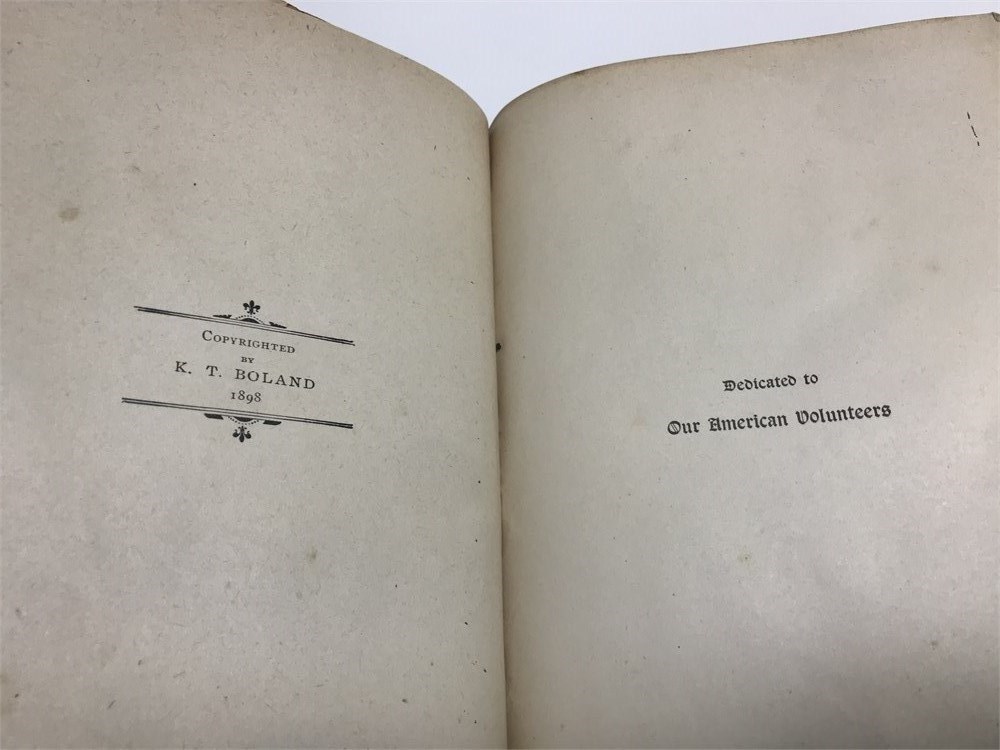 Copyrighted
by
K. T. BOLAND
1898
Dedicated to
Our American Volunteers